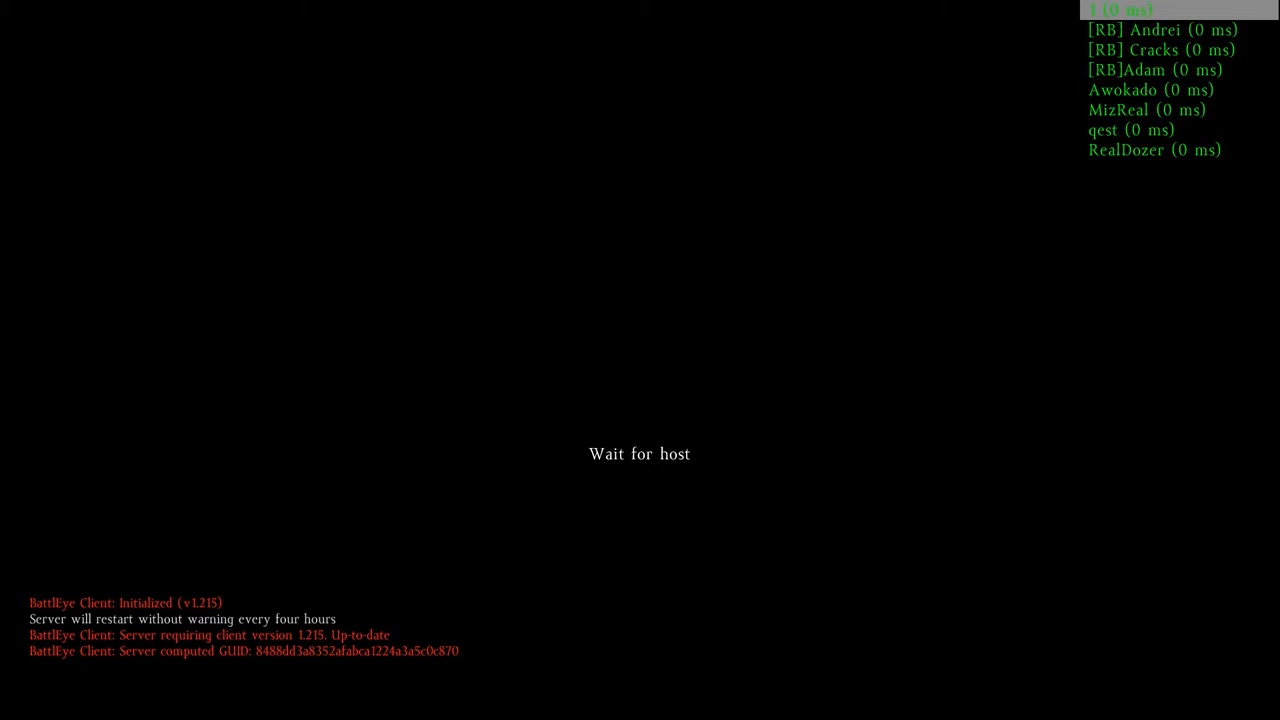 1 (0 ms)
[RB] Andrei (0 ms)
[RB] Cracks (0 ms)
[RB]Adam (0 ms)
Awokado (0 ms)
MizReal (0 ms)
qest (0 ms)
RealDozer (0 ms)
Wait for host
BattlEye Client: Initialized (v1.215)
Server will restart without warning every four hours
BattlEye Client: Server requiring client version 1.215. Up-to-date
BattlEye Client: Server computed GUID: 8488dd3a8352afabca1224a3a5c0c870